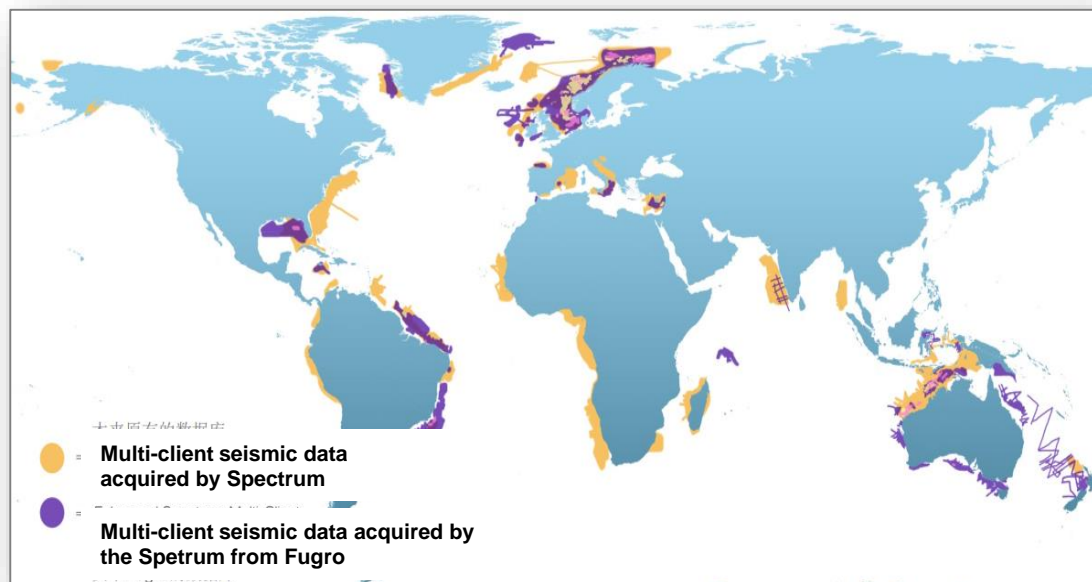 =
Multi-client seismic data
acquired by Spectrum
=
Multi-client seismic data acquired by
the Spetrum from Fugro